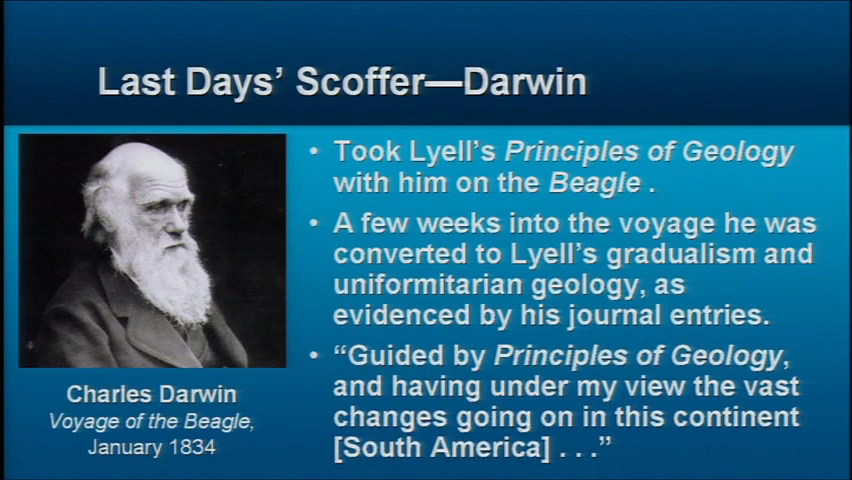 Last Days’ Scoffer—Darwin
• Took Lyell’s Principles of Geology
with him on the Beagle .
• A few weeks into the voyage he was
converted to Lyell’s gradualism and
uniformitarian geology, as
evidenced by his journal entries.
• “Guided by Principles of Geology,
and having under my view the vast
changes going on in this continent
[South America] . . .”
Charles Darwin
Voyage of the Beagle,
January 1834